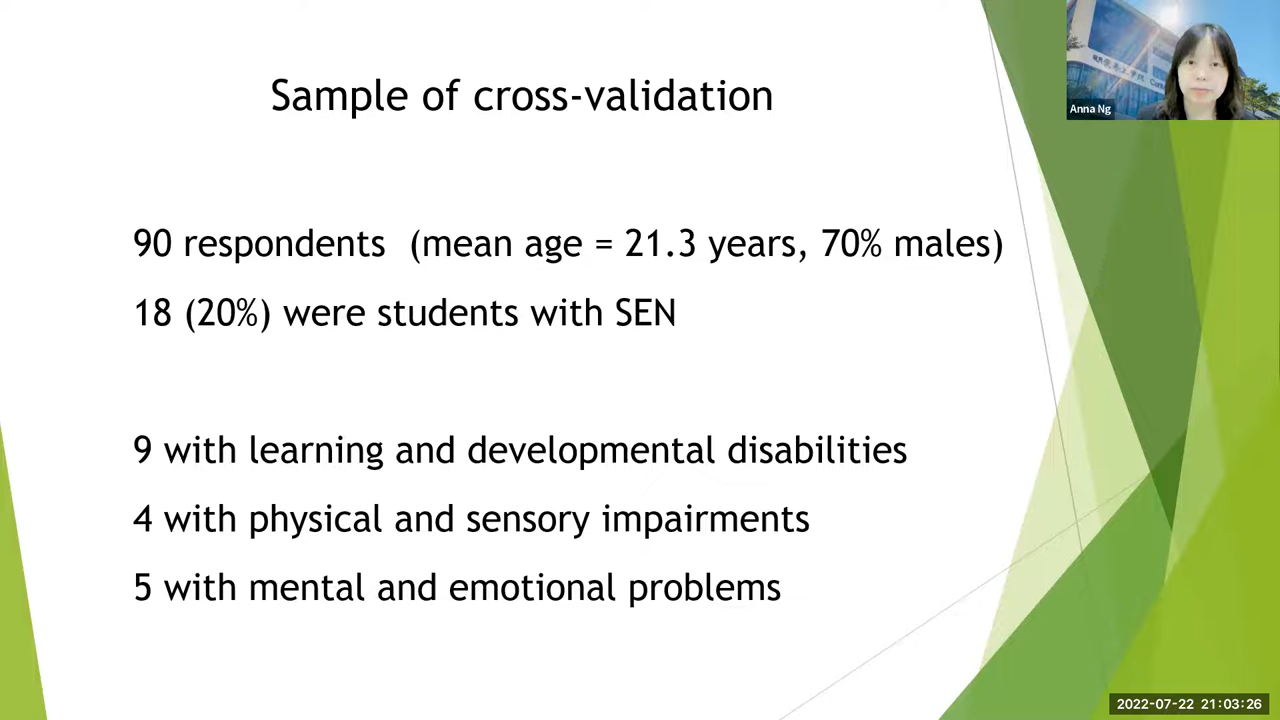 Sample of cross-validation
Anna Ng
90 respondents (mean age = 21.3 years, 70% males)
18 (20%) were students with SEN
9 with learning and developmental disabilities
4 with physical and sensory impairments
5 with mental and emotional problems
2022-07-22 21:03:26